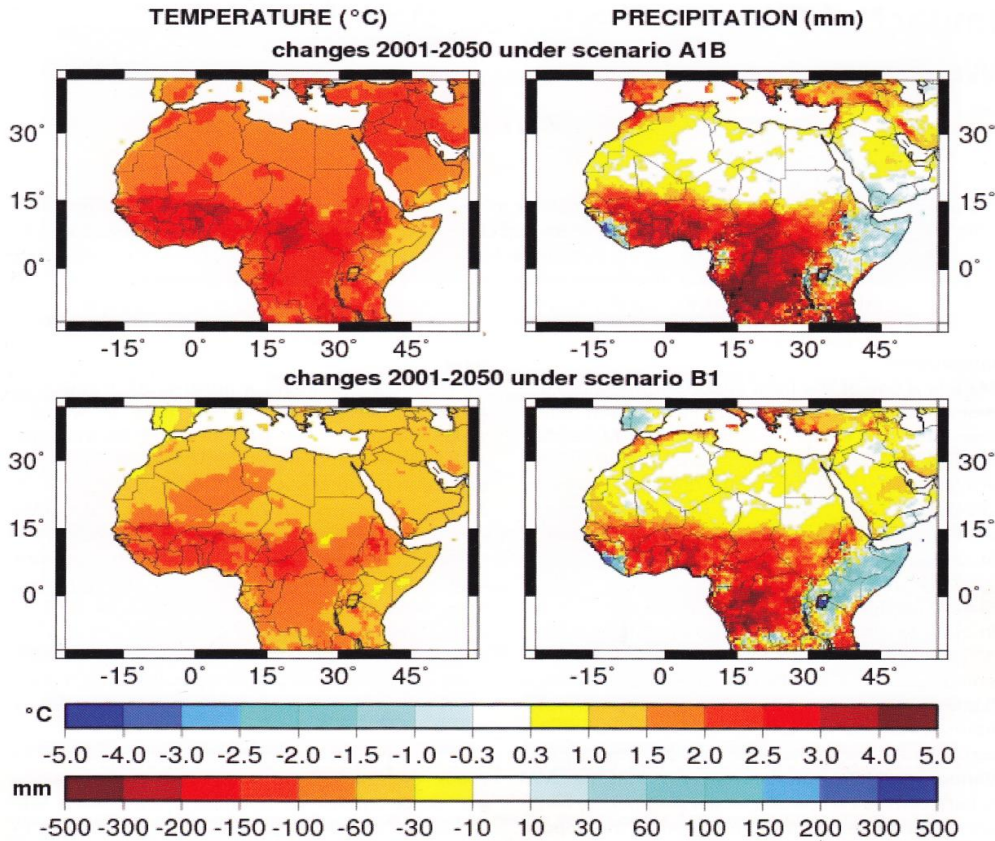 TEMPERATURE (°C) PRECIPITATION (mm)
changes 2001-2050 under scenario A1B
30° 30°
15° 15°
0° 0°
-15° 0° 15° 30° 45° -15° 0° 15° 30° 45°
changes 2001-2050 under scenario B1
30° 30°
15° 15°
0° 0°
-15° 0° 15° 30° 45° -15° 0° 15° 30° 45°
°C
-5.0 -4.0 -3.0 -2.5 -2.0 -1.5 -1.0 -0.3 0.3 1.0 1.5 2.0 2.5 3.0 4.0 5.0
mm
-500 -300 -200 -150 -100 -60 -30 -10 10 30 60 100 150 200 300 500